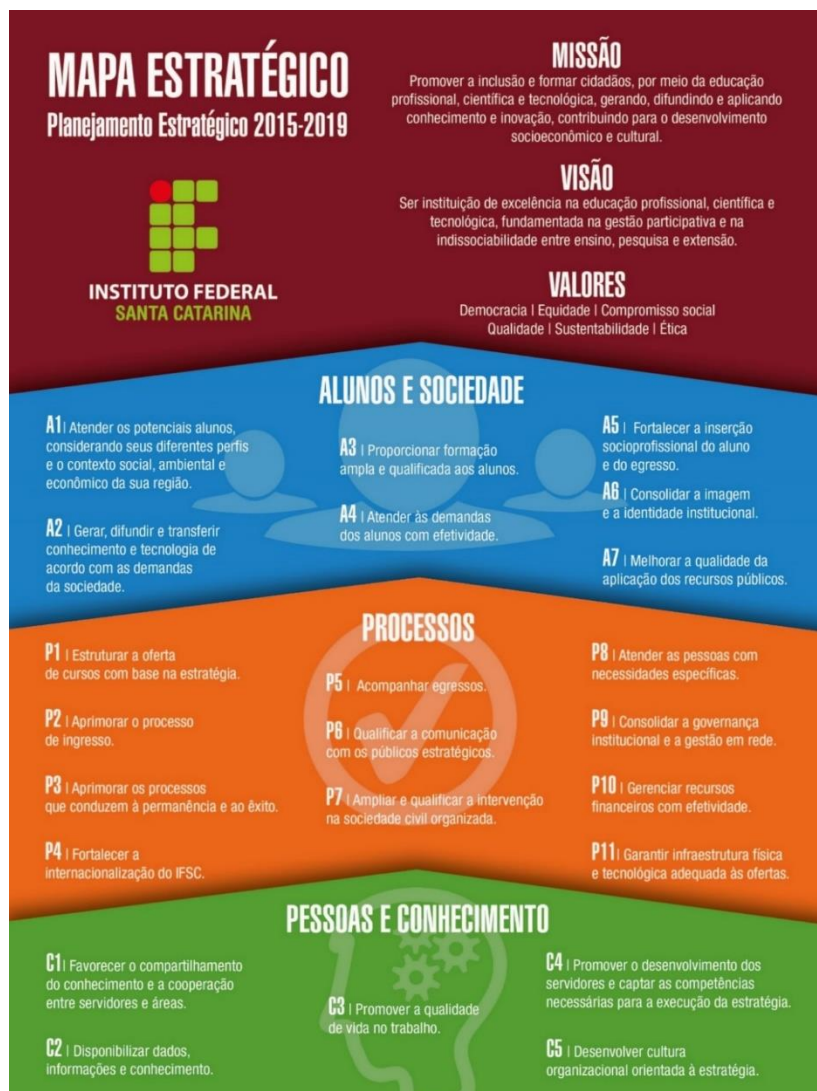 MAPA ESTRATÉGICO
Planejamento Estratégico 2015-2019
INSTITUTO FEDERAL
SANTA CATARINA
MISSÃO
Promover a inclusão e formar cidadãos, por meio da educação
profissional, científica e tecnológica, gerando, difundindo e aplicando
conhecimento e inovação, contribuindo para o desenvolvimento
socioeconômico e cultural.
VISÃO
Ser instituição de excelência na educação profissional, científica e
tecnológica, fundamentada na gestão participativa e na
indissociabilidade entre ensino, pesquisa e extensão.
VALORES
Democracia | Equidade | Compromisso social
Qualidade | Sustentabilidade | Ética
ALUNOS E SOCIEDADE
A1 | Atender os potenciais alunos,
considerando seus diferentes perfis
e o contexto social, ambiental e
econômico da sua região.
A2 | Gerar, difundir e transferir
conhecimento e tecnologia de
acordo com as demandas
da sociedade.
A3 | Proporcionar formação
ampla e qualificada aos alunos.
A4 | Atender às demandas
dos alunos com efetividade.
A5 | Fortalecer a inserção
socioprofissional do aluno
e do egresso.
A6 | Consolidar a imagem
e a identidade institucional.
A7 | Melhorar a qualidade da
aplicação dos recursos públicos.
PROCESSOS
P1 | Estruturar a oferta
de cursos com base na estratégia.
P2 | Aprimorar o processo
de ingresso.
P3 | Aprimorar os processos
que conduzem à permanência e ao êxito.
P4 | Fortalecer a
internacionalização do IFSC.
P5 | Acompanhar egressos.
P6 | Qualificar a comunicação
com os públicos estratégicos.
P7 | Ampliar e qualificar a intervenção
na sociedade civil organizada.
P8 | Atender as pessoas com
necessidades específicas.
P9 | Consolidar a governança
institucional e a gestão em rede.
P10 | Gerenciar recursos
financeiros com efetividade.
P11 | Garantir infraestrutura física
e tecnológica adequada às ofertas.
PESSOAS E CONHECIMENTO
C1 | Favorecer o compartilhamento
do conhecimento e a cooperação
entre servidores e áreas.
C2 | Disponibilizar dados,
informações e conhecimento.
C3 | Promover a qualidade
de vida no trabalho.
C4 | Promover o desenvolvimento dos
servidores e captar as competências
necessárias para a execução da estratégia.
C5 | Desenvolver cultura
organizacional orientada à estratégia.